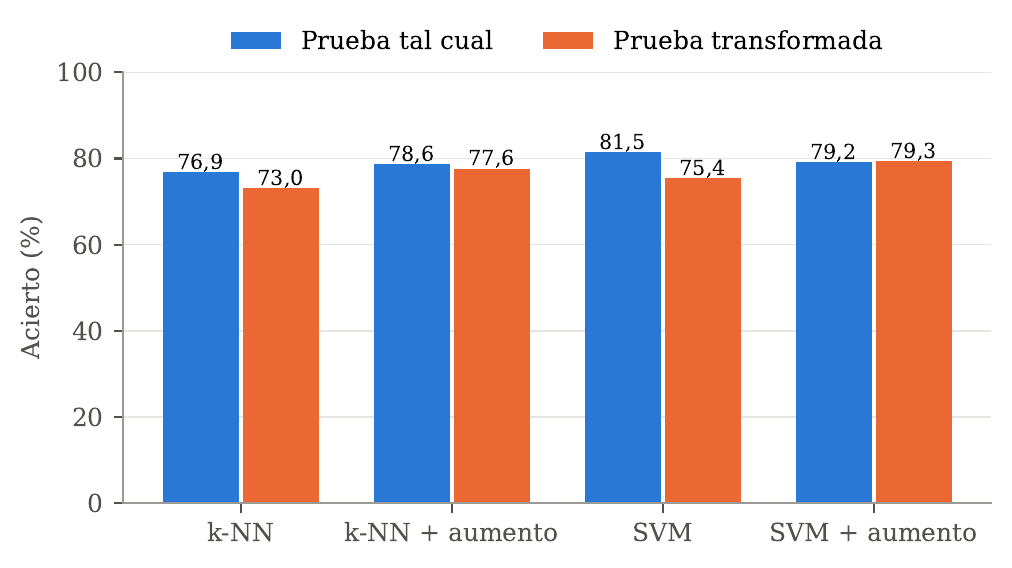 Prueba tal cual Prueba transformada
Acierto (%)
100
80
60
40
20
0
76,9 73,0 78,6 77,6 81,5 75,4 79,2 79,3
k-NN k-NN + aumento SVM SVM + aumento